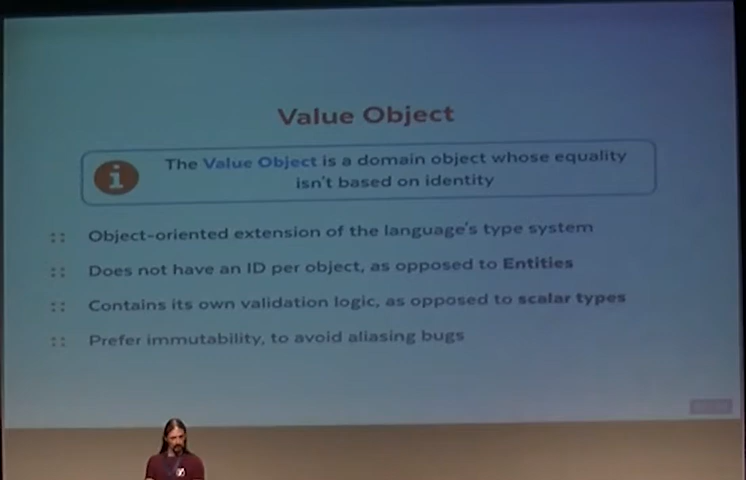 Value Object
The Value Object is a domain object whose equality
isn't based on identity
:: Object-oriented extension of the language's type system
:: Does not have an ID per object, as opposed to Entities
:: Contains its own validation logic, as opposed to scalar types
:: Prefer immutability, to avoid aliasing bugs